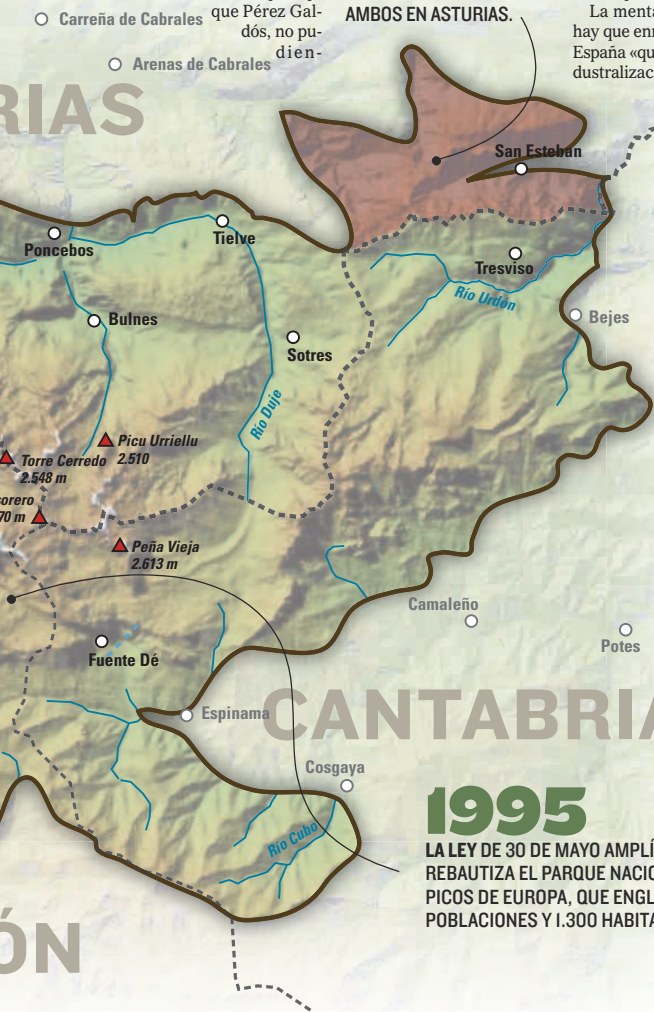 que Pérez Gal-
dós, no pu-
dien-
AMBOS EN ASTURIAS.
La menta
hay que enr
España «qu
dustralizac
Carreña de Cabrales
Arenas de Cabrales
RIAS
San Esteban
Poncebos
Tielve
Tresviso
Río Urdón
Bejes
Bulnes
Sotres
Río Duje
Picu Urriellu
2.510
Torre Cerredo
2.548 m
sorero
70 m
Peña Vieja
2.613 m
Camaleño
Potes
Fuente Dé
Espinama
CANTABRIA
Cosgaya
Río Cubo
1995
LA LEY DE 30 DE MAYO AMPLÍ
REBAUTIZA EL PARQUE NACIO
PICOS DE EUROPA, QUE ENGL
POBLACIONES Y 1.300 HABITA
ÓN